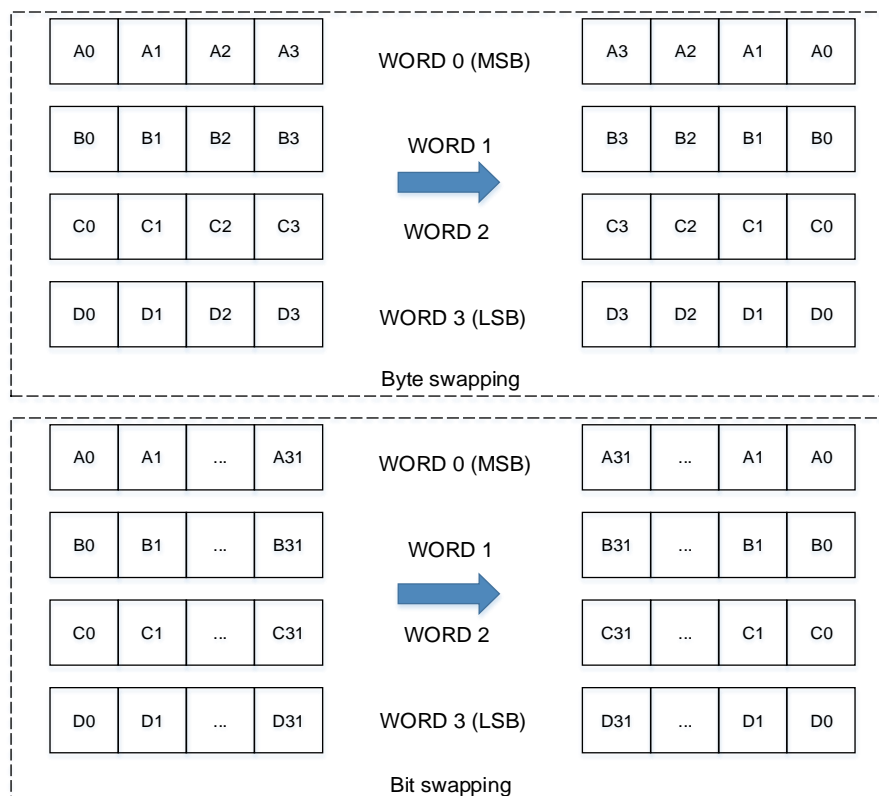 A0 A1 A2 A3 WORD 0 (MSB) A3 A2 A1 A0
B0 B1 B2 B3 WORD 1 B3 B2 B1 B0
C0 C1 C2 C3 WORD 2 C3 C2 C1 C0
D0 D1 D2 D3 WORD 3 (LSB) D3 D2 D1 D0
Byte swapping
A0 A1 ... A31 WORD 0 (MSB) A31 ... A1 A0
B0 B1 ... B31 WORD 1 B31 ... B1 B0
C0 C1 ... C31 WORD 2 C31 ... C1 C0
D0 D1 ... D31 WORD 3 (LSB) D31 ... D1 D0
Bit swapping